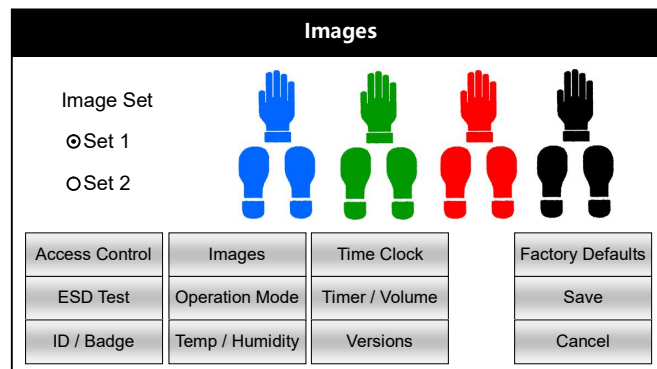 Images
Image Set
Set 1
Set 2
Access Control Images Time Clock Factory Defaults
ESD Test Operation Mode Timer / Volume Save
ID / Badge Temp / Humidity Versions Cancel